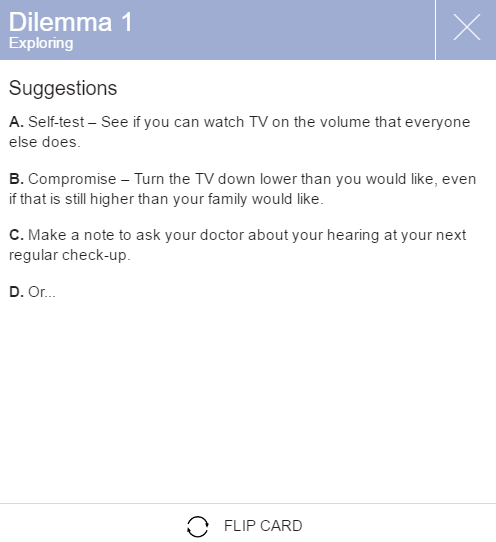 Dilemma 1
Exploring
Suggestions
A. Self-test – See if you can watch TV on the volume that everyone
else does.
B. Compromise – Turn the TV down lower than you would like, even
if that is still higher than your family would like.
C. Make a note to ask your doctor about your hearing at your next
regular check-up.
D. Or...
FLIP CARD